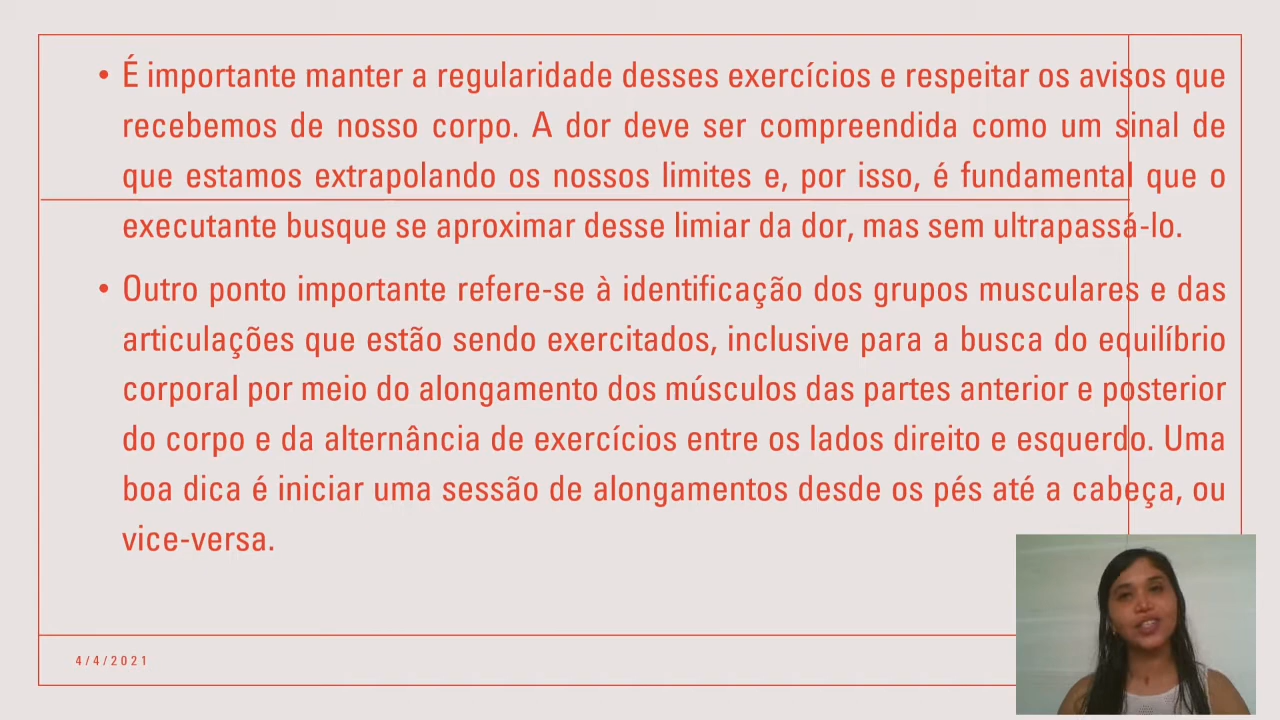 • É importante manter a regularidade desses exercícios e respeitar os avisos que
recebemos de nosso corpo. A dor deve ser compreendida como um sinal de
que estamos extrapolando os nossos limites e, por isso, é fundamental que o
executante busque se aproximar desse limiar da dor, mas sem ultrapassá-lo.
• Outro ponto importante refere-se à identificação dos grupos musculares e das
articulações que estão sendo exercitados, inclusive para a busca do equilíbrio
corporal por meio do alongamento dos músculos das partes anterior e posterior
do corpo e da alternância de exercícios entre os lados direito e esquerdo. Uma
boa dica é iniciar uma sessão de alongamentos desde os pés até a cabeça, ou
vice-versa.
4/4/2021